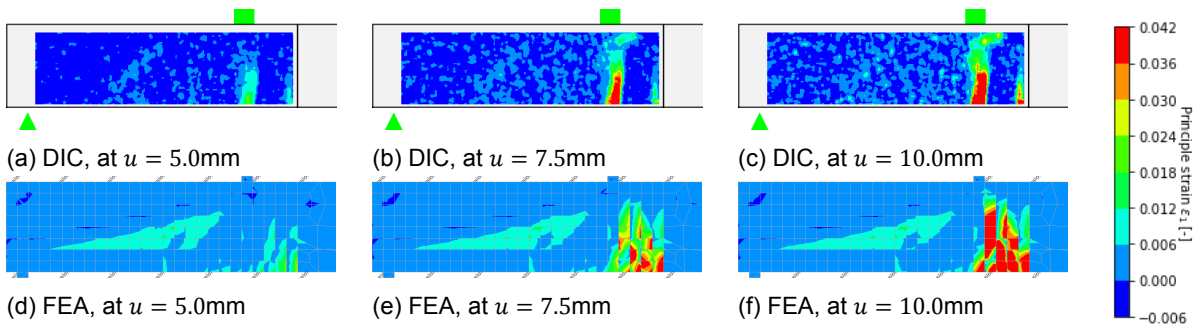 (a) DIC, at u = 5.0mm
(b) DIC, at u = 7.5mm
(c) DIC, at u = 10.0mm
(d) FEA, at u = 5.0mm
(e) FEA, at u = 7.5mm
(f) FEA, at u = 10.0mm
0.042
0.036
0.030
0.024
0.018
0.012
0.006
0.000
−0.006
Principle strain ε₁ [-]